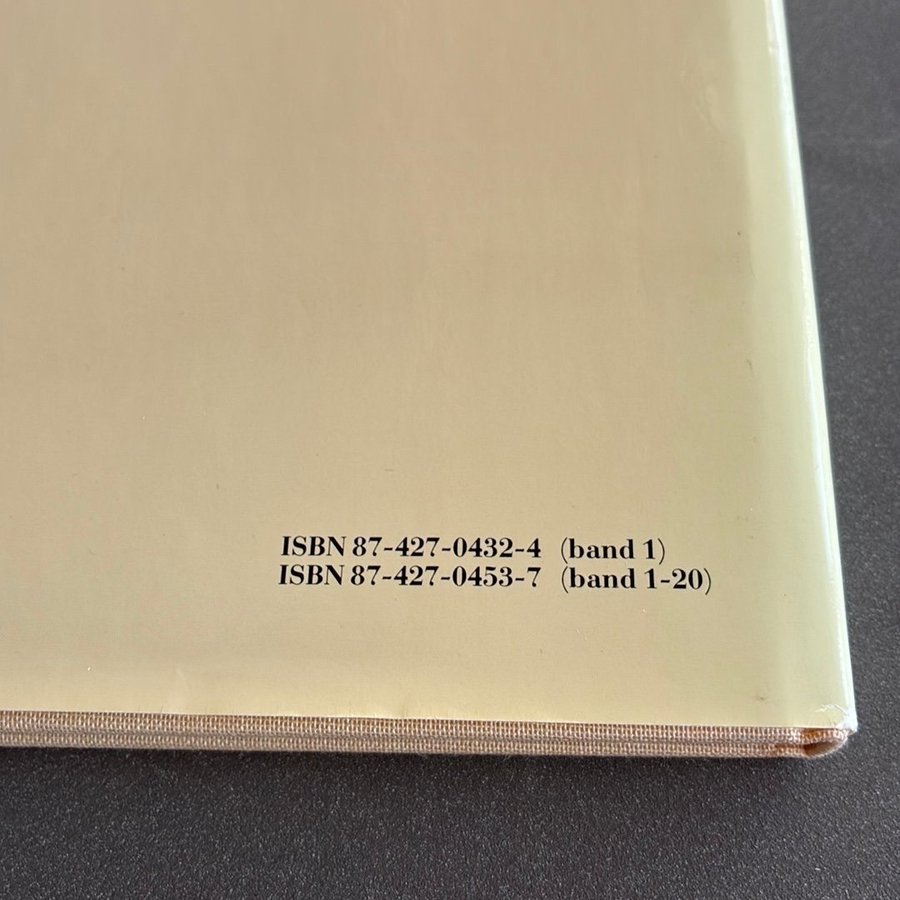 ISBN 87-427-0432-4 (band 1)
ISBN 87-427-0453-7 (band 1-20)